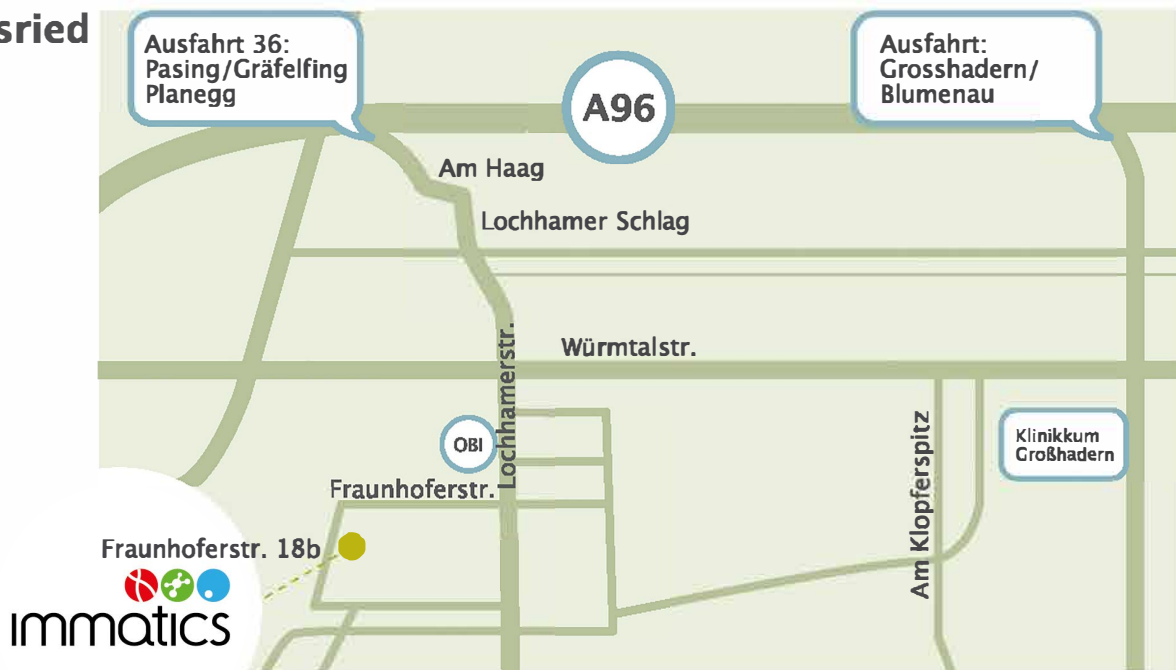 sried
Ausfahrt 36:
Pasing/Gräfelfing
Planegg
A96
Ausfahrt:
Grosshadern/
Blumenau
Am Haag
Lochhamer Schlag
Würmtalstr.
Lochhamerstr.
OBI
Am Klopferspitz
Klinikkum
Großhadern
Fraunhoferstr.
Fraunhoferstr. 18b
ımmatics